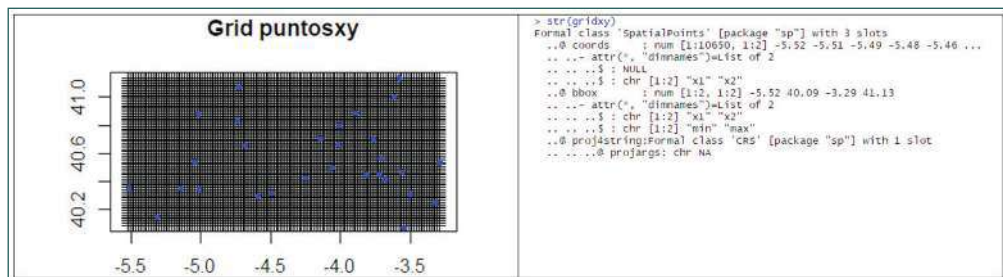 Grid puntosxy
41.0
40.6
40.2
-5.5 -5.0 -4.5 -4.0 -3.5
> str(gridxy)
Formal class 'SpatialPoints' [package "sp"] with 3 slots
..@ coords : num [1:10650, 1:2] -5.52 -5.51 -5.49 -5.48 -5.46 ...
.. ..- attr(*, "dimnames")=List of 2
.. .. ..$ : NULL
.. .. ..$ : chr [1:2] "x1" "x2"
..@ bbox : num [1:2, 1:2] -5.52 40.09 -3.29 41.13
.. ..- attr(*, "dimnames")=List of 2
.. .. ..$ : chr [1:2] "x1" "x2"
.. .. ..$ : chr [1:2] "min" "max"
..@ proj4string:Formal class 'CRS' [package "sp"] with 1 slot
.. .. ..@ projargs: chr NA